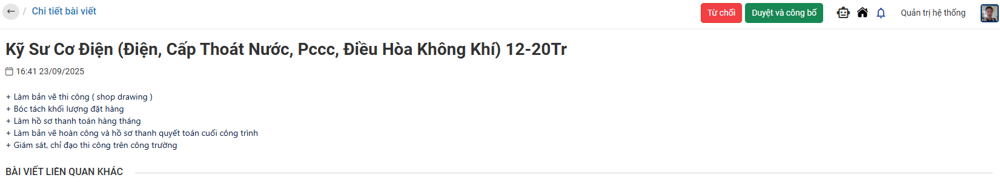 ← / Chi tiết bài viết
Từ chối
Duyệt và công bố
Quản trị hệ thống
Kỹ Sư Cơ Điện (Điện, Cấp Thoát Nước, Pccc, Điều Hòa Không Khí) 12-20Tr
16:41 23/09/2025
+ Làm bản vẽ thi công ( shop drawing )
+ Bóc tách khối lượng đặt hàng
+ Làm hồ sơ thanh toán hàng tháng
+ Làm bản vẽ hoàn công và hồ sơ thanh quyết toán cuối công trình
+ Giám sát, chỉ đạo thi công trên công trường
BÀI VIẾT LIÊN QUAN KHÁC